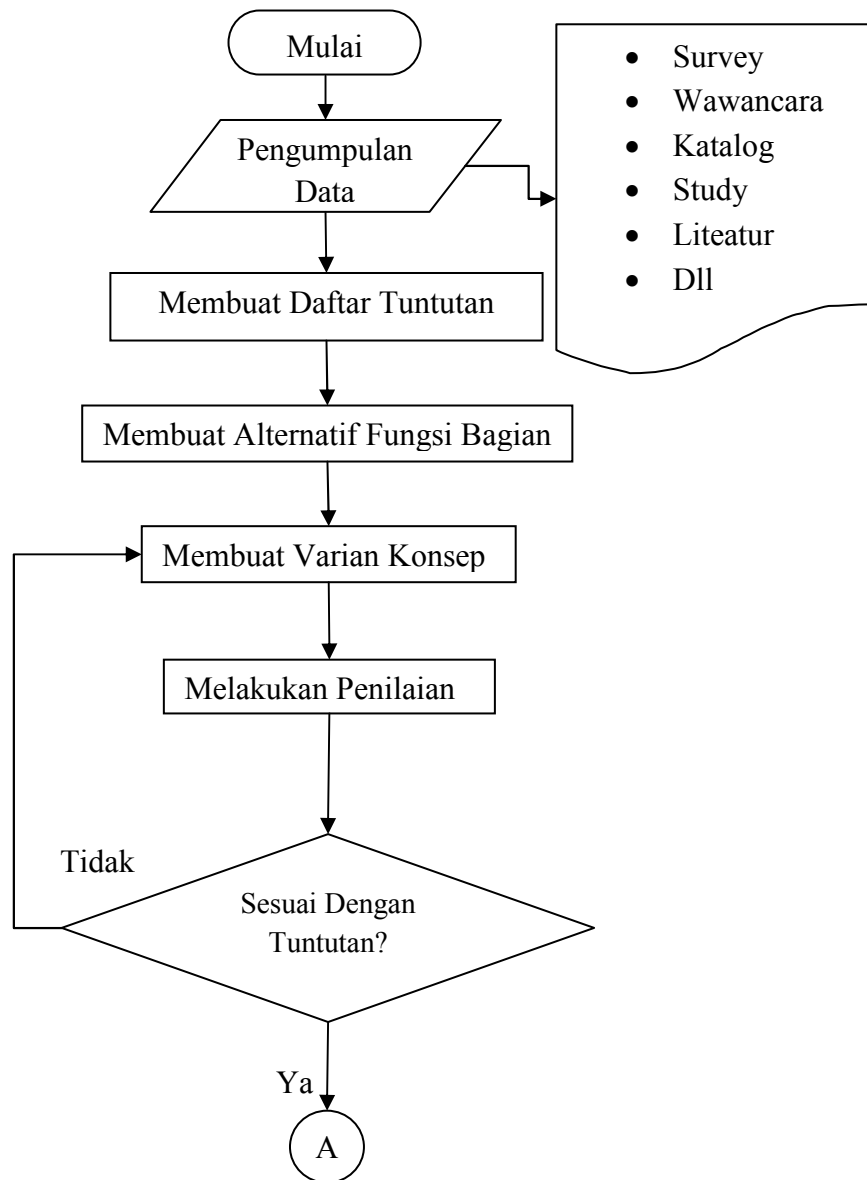 Mulai
• Survey
• Wawancara
• Katalog
• Study
• Liteatur
• Dll
Pengumpulan
Data
Membuat Daftar Tuntutan
Membuat Alternatif Fungsi Bagian
Membuat Varian Konsep
Melakukan Penilaian
Tidak
Sesuai Dengan
Tuntutan?
Ya
A